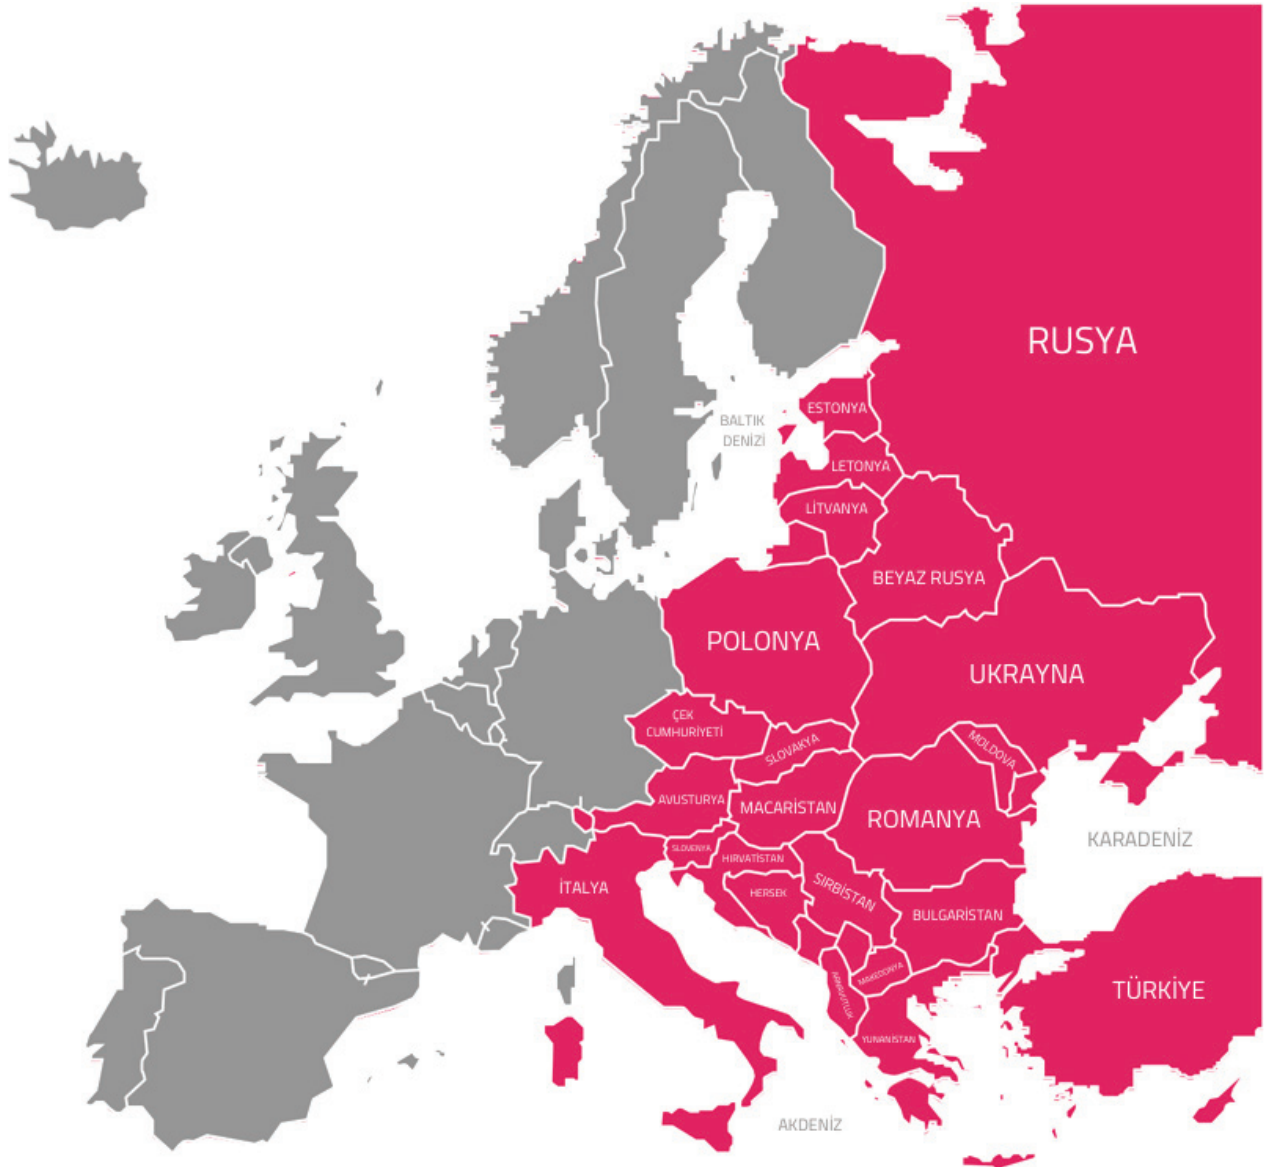 RUSYA
ESTONYA
BALTIK
DENİZİ
LETONYA
LİTVANYA
BEYAZ RUSYA
POLONYA
UKRAYNA
ÇEK
CUMHURİYETİ
SLOVAKYA
MOLDOVA
AVUSTURYA
MACARİSTAN
ROMANYA
KARADENİZ
SLOVENYA
HIRVATİSTAN
İTALYA
HERSEK
SIRBİSTAN
BULGARİSTAN
MAKEDONYA
ARNAVUTLUK
TÜRKİYE
YUNANİSTAN
AKDENİZ